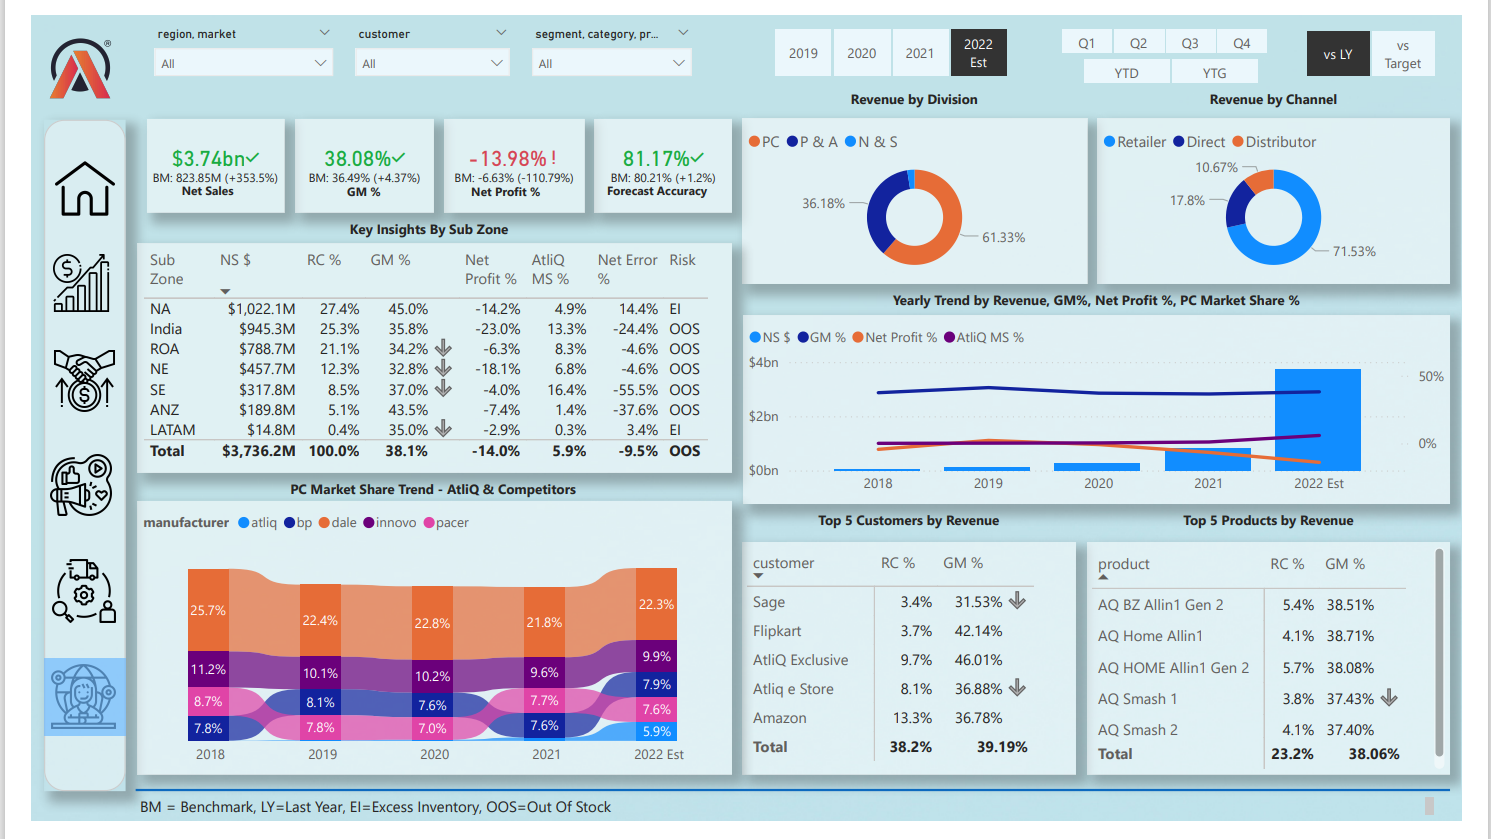 region, market
customer
segment, category, pr...
All
All
All
2019
2020
2021
2022
Est
Q1
Q2
Q3
Q4
YTD
YTG
vs LY
vs
Target
®
$3.74bn
BM: 823.85M (+353.5%)
Net Sales
38.08%
BM: 36.49% (+4.37%)
GM %
-13.98% !
BM: -6.63% (-110.79%)
Net Profit %
81.17%
BM: 80.21% (+1.2%)
Forecast Accuracy
Revenue by Division
PC P & A N & S
36.18%
61.33%
Revenue by Channel
Retailer Direct Distributor
10.67%
17.8%
71.53%
Key Insights By Sub Zone
Sub Zone NS $ RC % GM % Net Profit % AtliQ MS % Net Error % Risk
NA $1,022.1M 27.4% 45.0% -14.2% 4.9% 14.4% EI
India $945.3M 25.3% 35.8% -23.0% 13.3% -24.4% OOS
ROA $788.7M 21.1% 34.2% -6.3% 8.3% -4.6% OOS
NE $457.7M 12.3% 32.8% -18.1% 6.8% -4.6% OOS
SE $317.8M 8.5% 37.0% -4.0% 16.4% -55.5% OOS
ANZ $189.8M 5.1% 43.5% -7.4% 1.4% -37.6% OOS
LATAM $14.8M 0.4% 35.0% -2.9% 0.3% 3.4% EI
Total $3,736.2M 100.0% 38.1% -14.0% 5.9% -9.5% OOS
Yearly Trend by Revenue, GM%, Net Profit %, PC Market Share %
NS $ GM % Net Profit % AtliQ MS %
$4bn
$2bn
$0bn
50%
0%
2018 2019 2020 2021 2022 Est
PC Market Share Trend - AtliQ & Competitors
manufacturer atliq bp dale innovo pacer
25.7% 22.4% 22.8% 21.8% 22.3%
11.2% 10.1% 10.2% 9.6% 9.9%
8.7% 8.1% 7.6% 7.7% 7.9%
7.8% 7.8% 7.0% 7.6% 7.6%
5.9%
2018 2019 2020 2021 2022 Est
Top 5 Customers by Revenue
customer RC % GM %
Sage 3.4% 31.53%
Flipkart 3.7% 42.14%
AtliQ Exclusive 9.7% 46.01%
Atliq e Store 8.1% 36.88%
Amazon 13.3% 36.78%
Total 38.2% 39.19%
Top 5 Products by Revenue
product RC % GM %
AQ BZ Allin1 Gen 2 5.4% 38.51%
AQ Home Allin1 4.1% 38.71%
AQ HOME Allin1 Gen 2 5.7% 38.08%
AQ Smash 1 3.8% 37.43%
AQ Smash 2 4.1% 37.40%
Total 23.2% 38.06%
BM = Benchmark, LY=Last Year, EI=Excess Inventory, OOS=Out Of Stock